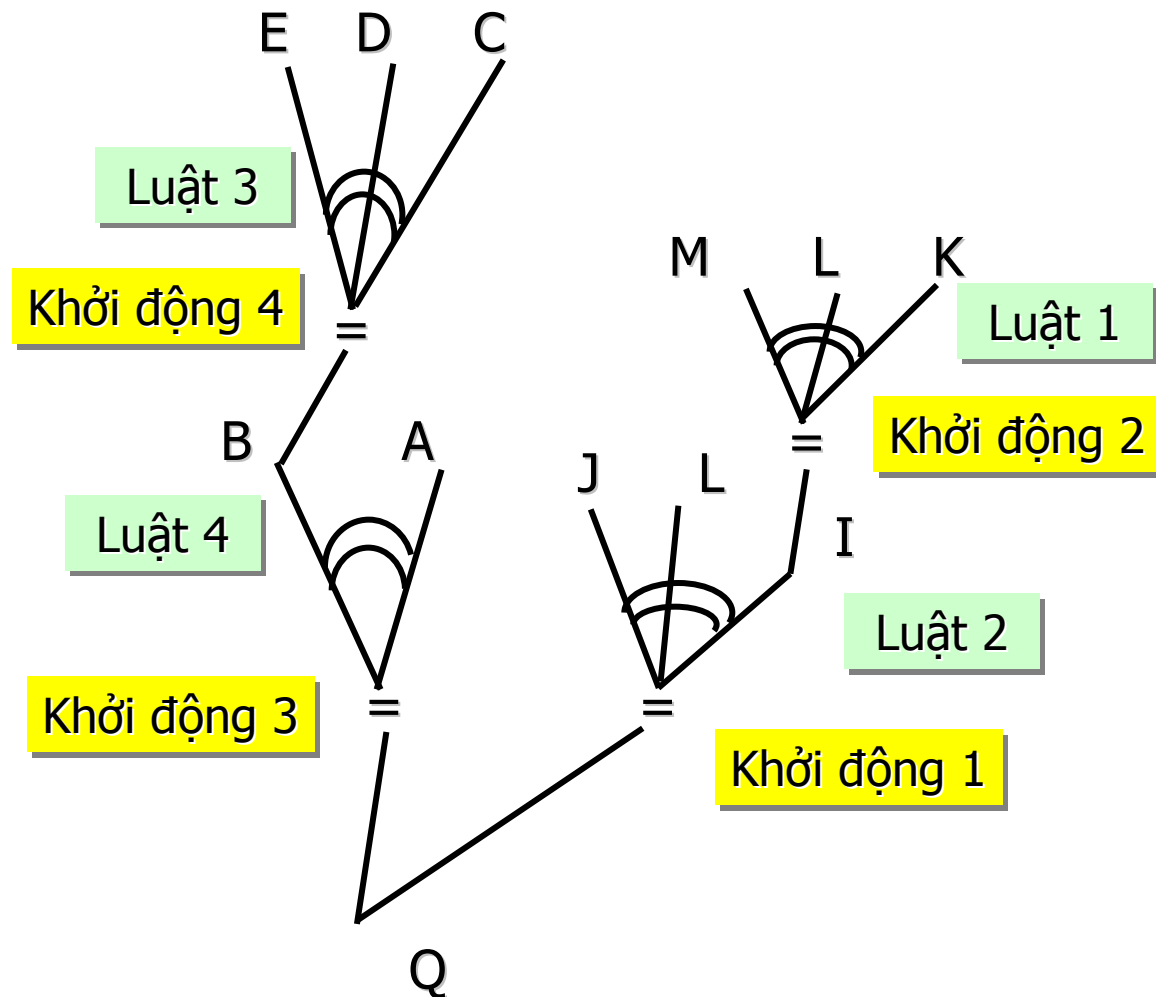 E D C
Luật 3
M L K
Khởi động 4
=
Luật 1
Khởi động 2
B A
=
J L
Luật 4
I
Luật 2
Khởi động 3
= =
Khởi động 1
Q